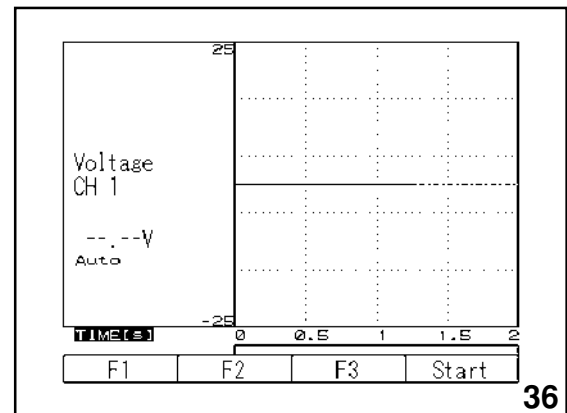 25
Voltage
CH 1
--.--V
Auto
-25
TIME[s] 0 0.5 1 1.5 2
F1 F2 F3 Start
36